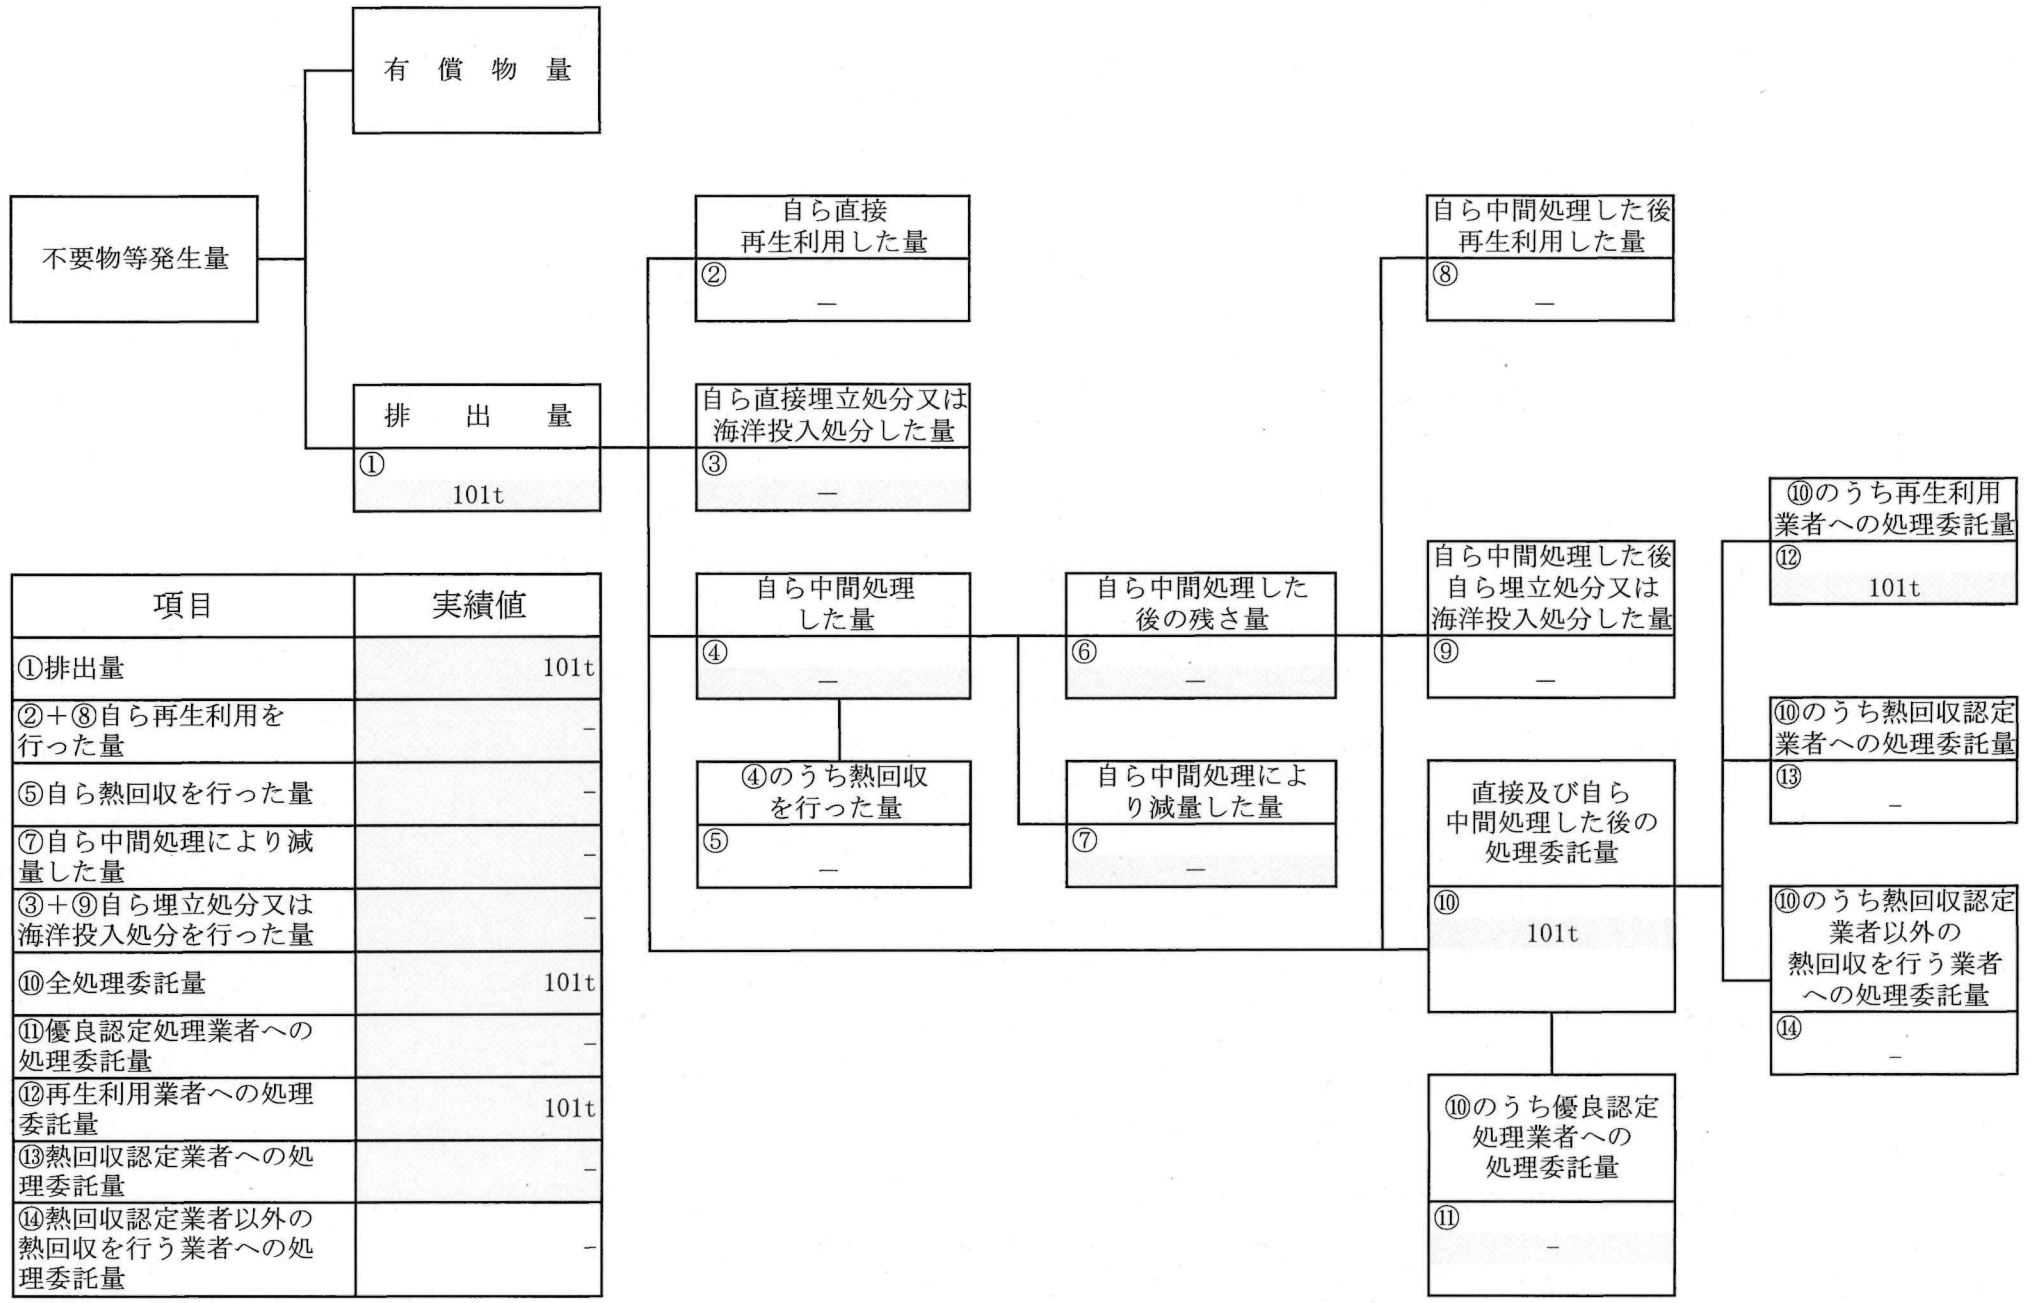 有償物量
不要物等発生量
自ら直接
再生利用した量
②
－
自ら中間処理した後
再生利用した量
⑧
－
排出量
①
101t
自ら直接埋立処分又は
海洋投入処分した量
③
－
自ら中間処理
した量
④
－
自ら中間処理した
後の残さ量
⑥
－
自ら中間処理した後
自ら埋立処分又は
海洋投入処分した量
⑨
－
⑩のうち再生利用
業者への処理委託量
⑫
101t
④のうち熱回収
を行った量
⑤
－
自ら中間処理によ
り減量した量
⑦
－
直接及び自ら
中間処理した後の
処理委託量
⑩
101t
⑩のうち熱回収認定
業者への処理委託量
⑬
－
⑩のうち熱回収認定
業者以外の
熱回収を行う業者
への処理委託量
⑭
－
⑩のうち優良認定
処理業者への
処理委託量
⑪
－
項目 実績値
①排出量 101t
②＋⑧自ら再生利用を
行った量 －
⑤自ら熱回収を行った量 －
⑦自ら中間処理により減
量した量 －
③＋⑨自ら埋立処分又は
海洋投入処分を行った量 －
⑩全処理委託量 101t
⑪優良認定処理業者への
処理委託量 －
⑫再生利用業者への処理
委託量 101t
⑬熱回収認定業者への処
理委託量 －
⑭熱回収認定業者以外の
熱回収を行う業者への処
理委託量 －